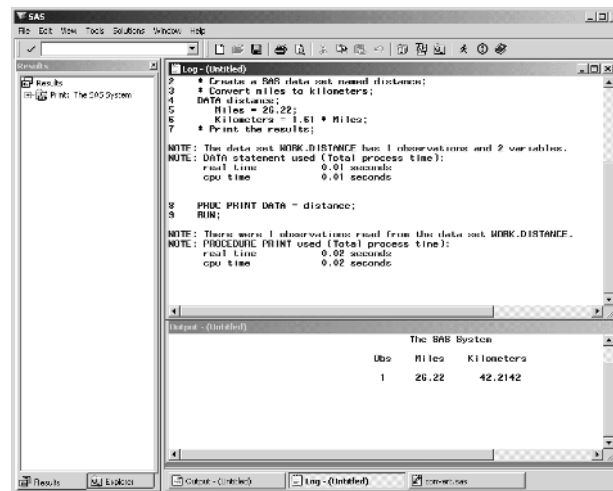 SAS
File Edit View Tools Solutions Window Help
Results
Results
Print: The SAS System
Log - (Untitled)
2 * Create a SAS data set named distance;
3 * Convert miles to kilometers;
4 DATA distance;
5 Miles = 26.22;
6 Kilometers = 1.61 * Miles;
7 * Print the results;
NOTE: The data set WORK.DISTANCE has 1 observations and 2 variables.
NOTE: DATA statement used (Total process time):
real time 0.01 seconds
cpu time 0.01 seconds
8 PROC PRINT DATA = distance;
9 RUN;
NOTE: There were 1 observations read from the data set WORK.DISTANCE.
NOTE: PROCEDURE PRINT used (Total process time):
real time 0.02 seconds
cpu time 0.02 seconds
Output - (Untitled)
The SAS System
Obs Miles Kilometers
1 26.22 42.2142
Results Explorer Output - (Untitled) Log - (Untitled) convert.sas